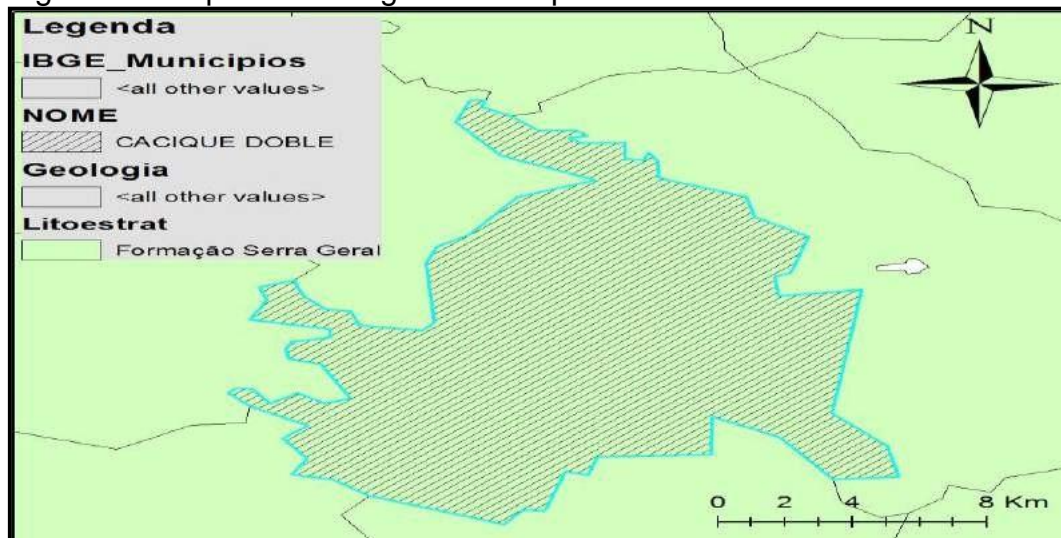 Legenda
IBGE_Municipios
<all other values>
NOME
CACIQUE DOBLE
Geologia
<all other values>
Litoestrat
Formação Serra Geral
N
0 2 4 8 Km